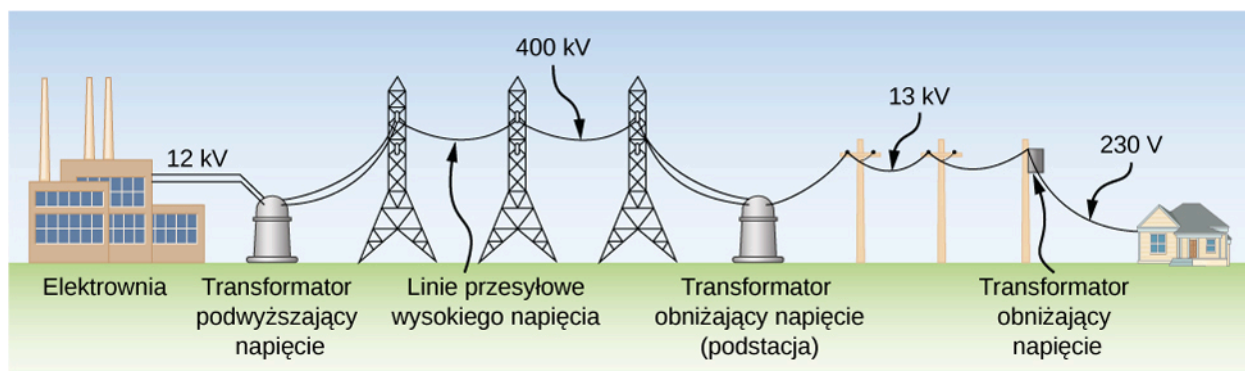 400 kV
13 kV
12 kV
230 V
Elektrownia
Transformator
podwyższający
napięcie
Linie przesyłowe
wysokiego napięcia
Transformator
obniżający napięcie
(podstacja)
Transformator
obniżający
napięcie